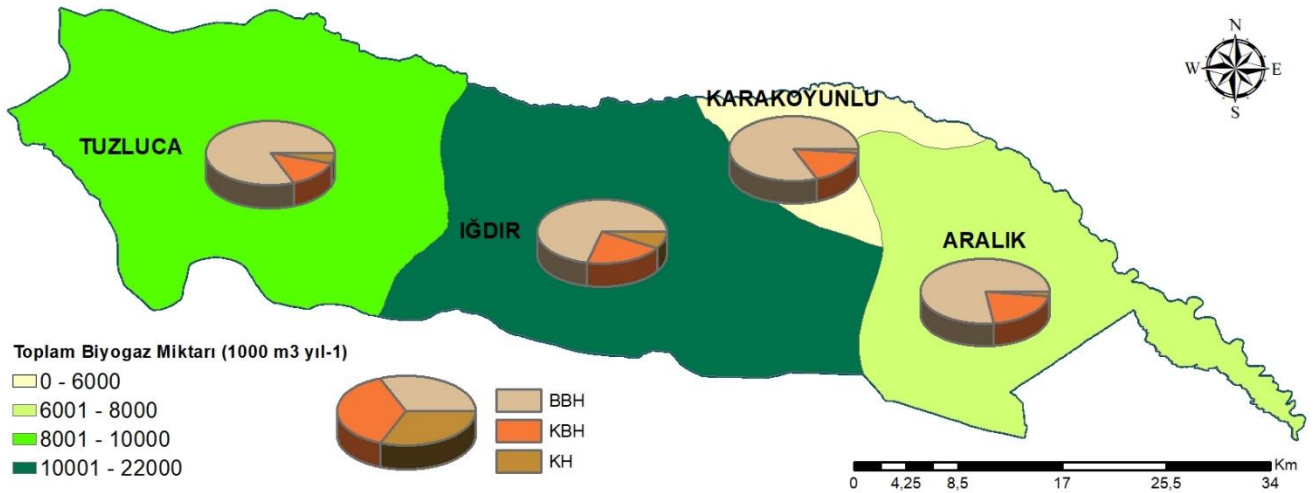 N
W E
S
KARAKOYUNLU
TUZLUCA
IĞDIR
ARALIK
Toplam Biyogaz Miktarı (1000 m3 yıl-1)
0 - 6000
6001 - 8000
8001 - 10000
10001 - 22000
BBH
KBH
KH
Km
0 4,25 8,5 17 25,5 34